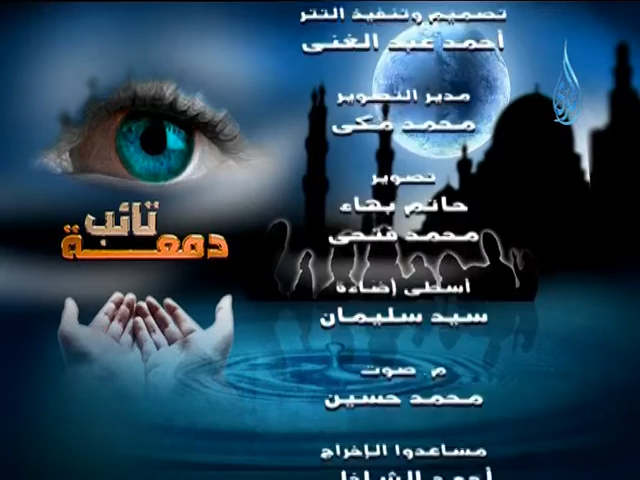 تصميم وتنفيذ التتر
أحمد عبد الغنى
مدير التصوير
محمد مكى
تصوير
حاتم بهاء
محمد فتحى
أسطى إضاءة
سيد سليمان
م. صوت
محمد حسين
مساعدوا الإخراج
أحمد
دمعة
تائب